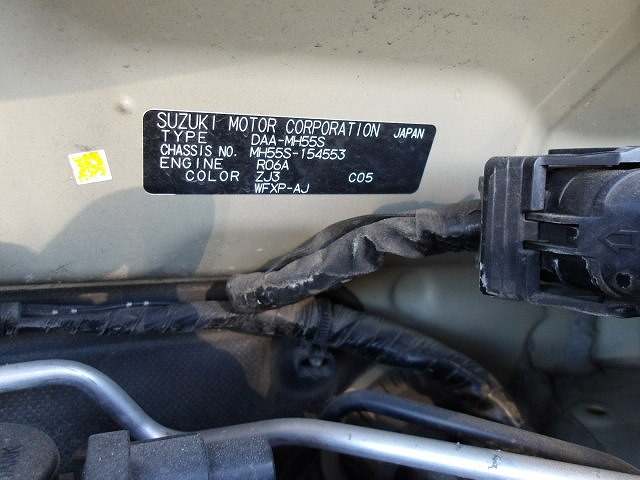 SUZUKI MOTOR CORPORATION JAPAN
TYPE DAA-MH55S
CHASSIS NO. MH55S-154553
ENGINE R06A
COLOR ZJ3 C05
WFXP-AJ